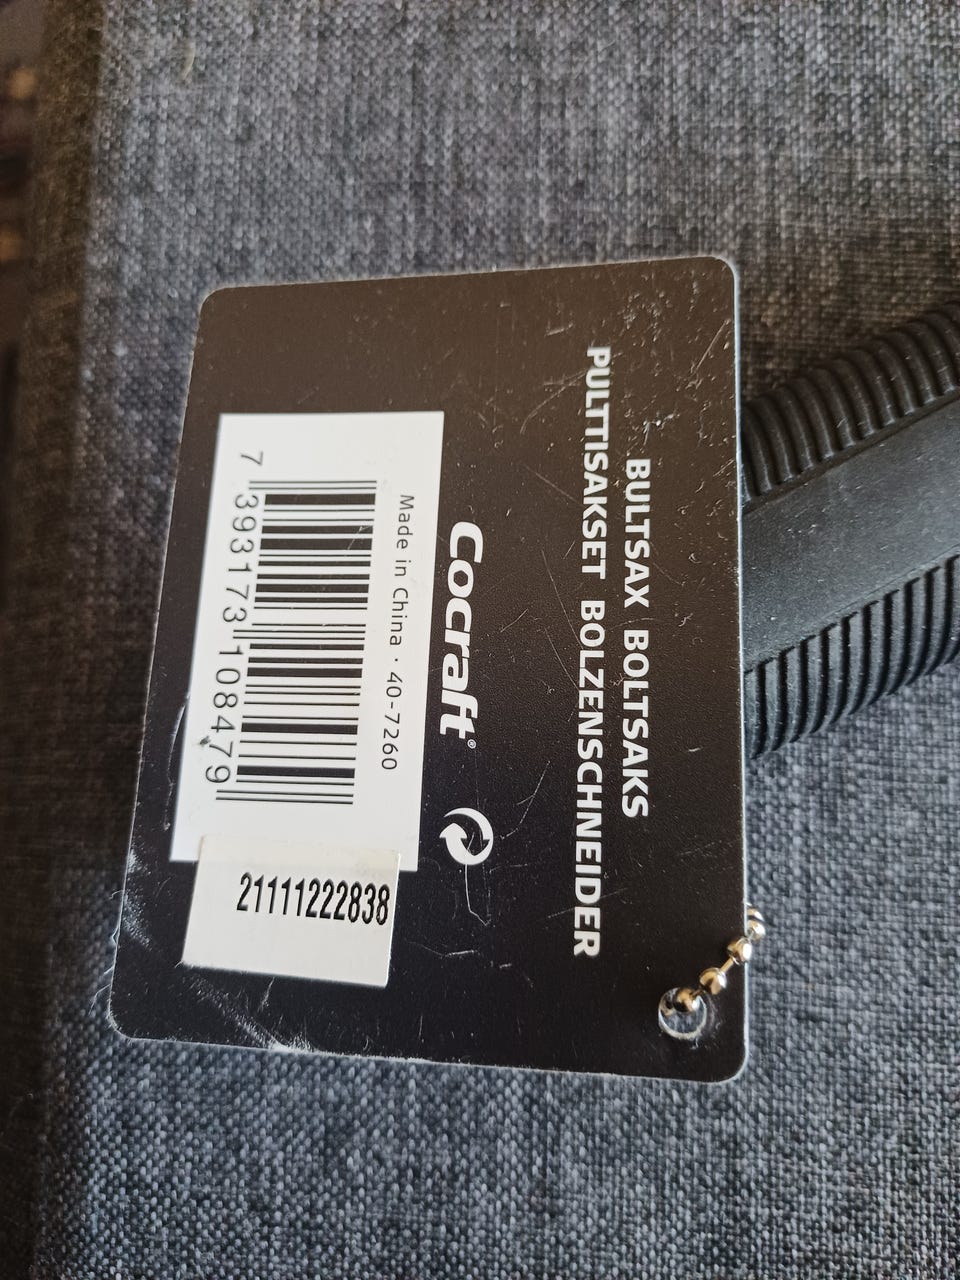 BULTSAX BOLTSAKS
PULTTISAKSET BOLZENSCHNEIDER
Cocraft®
Made in China · 40-7260
7 393173 108479
21111222838